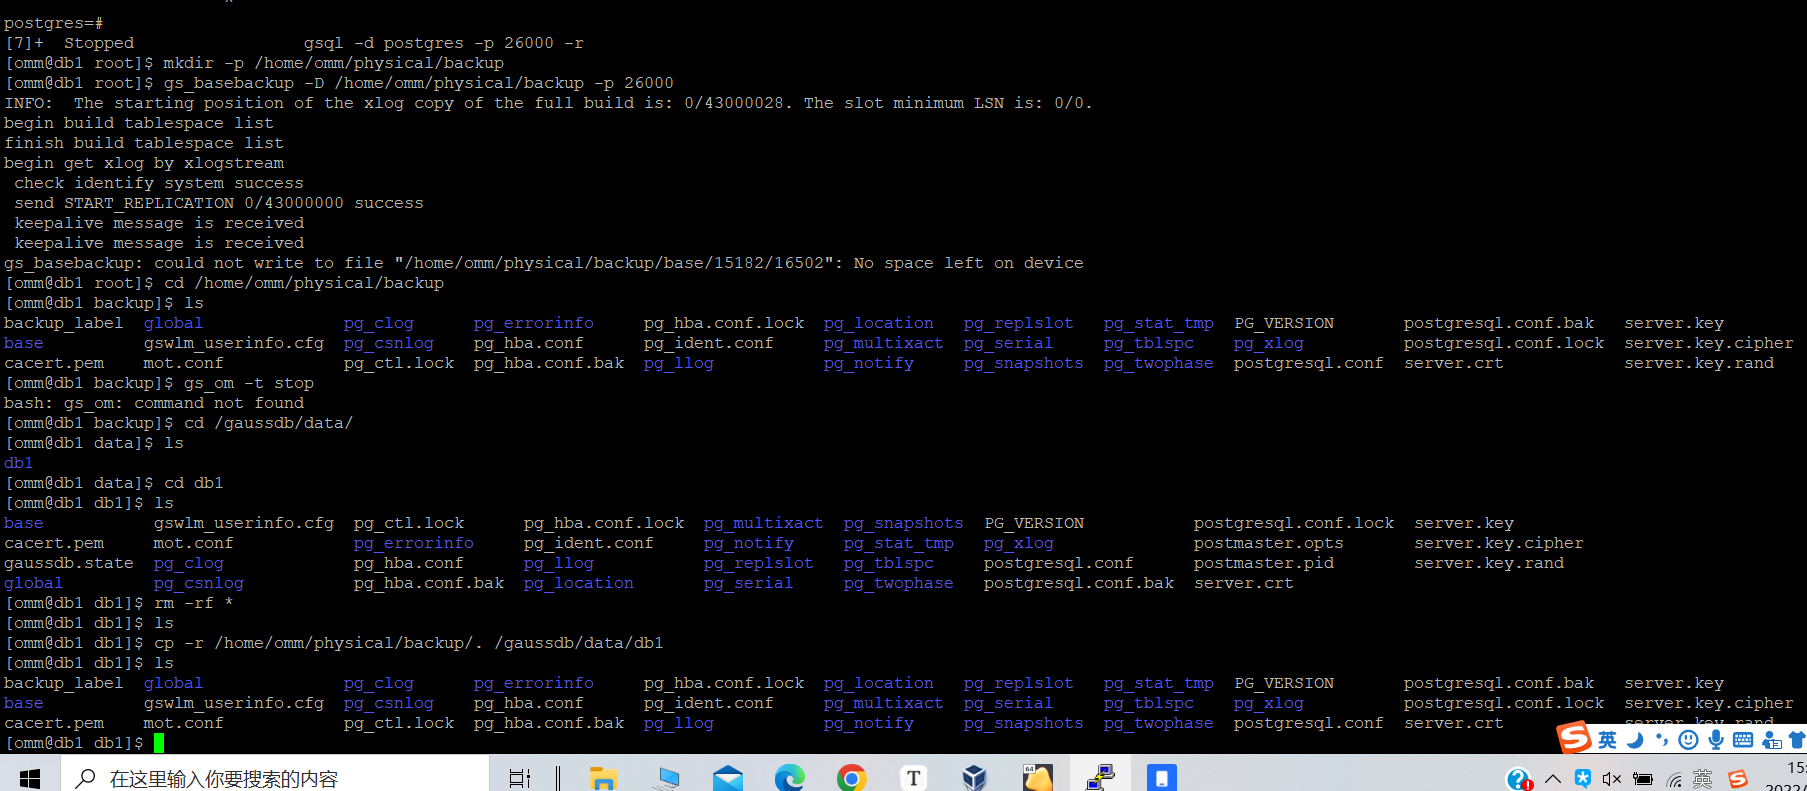 postgres=#
[7]+  Stopped                 gsql -d postgres -p 26000 -r
[omm@db1 root]$ mkdir -p /home/omm/physical/backup
[omm@db1 root]$ gs_basebackup -D /home/omm/physical/backup -p 26000
INFO:  The starting position of the xlog copy of the full build is: 0/43000028. The slot minimum LSN is: 0/0.
begin build tablespace list
finish build tablespace list
begin get xlog by xlogstream
 check identify system success
 send START_REPLICATION 0/43000000 success
 keepalive message is received
 keepalive message is received
gs_basebackup: could not write to file "/home/omm/physical/backup/base/15182/16502": No space left on device
[omm@db1 root]$ cd /home/omm/physical/backup
[omm@db1 backup]$ ls
backup_label  global              pg_clog      pg_errorinfo    pg_hba.conf.lock  pg_location   pg_replslot   pg_stat_tmp  PG_VERSION       postgresql.conf.bak   server.key
base          gswlm_userinfo.cfg  pg_csnlog    pg_hba.conf     pg_ident.conf     pg_multixact  pg_serial     pg_tblspc    pg_xlog          postgresql.conf.lock  server.key.cipher
cacert.pem    mot.conf            pg_ctl.lock  pg_hba.conf.bak  pg_llog          pg_notify     pg_snapshots  pg_twophase  postgresql.conf  server.crt            server.key.rand
[omm@db1 backup]$ gs_om -t stop
bash: gs_om: command not found
[omm@db1 backup]$ cd /gaussdb/data/
[omm@db1 data]$ ls
db1
[omm@db1 data]$ cd db1
[omm@db1 db1]$ ls
base           gswlm_userinfo.cfg  pg_ctl.lock      pg_hba.conf.lock  pg_multixact  pg_snapshots  PG_VERSION           postgresql.conf.lock  server.key
cacert.pem     mot.conf            pg_errorinfo     pg_ident.conf     pg_notify     pg_stat_tmp   pg_xlog              postmaster.opts       server.key.cipher
gaussdb.state  pg_clog             pg_hba.conf      pg_llog           pg_replslot   pg_tblspc     postgresql.conf      postmaster.pid        server.key.rand
global         pg_csnlog           pg_hba.conf.bak  pg_location       pg_serial     pg_twophase   postgresql.conf.bak  server.crt
[omm@db1 db1]$ rm -rf *
[omm@db1 db1]$ ls
[omm@db1 db1]$ cp -r /home/omm/physical/backup/. /gaussdb/data/db1
[omm@db1 db1]$ ls
backup_label  global              pg_clog      pg_errorinfo    pg_hba.conf.lock  pg_location   pg_replslot   pg_stat_tmp  PG_VERSION       postgresql.conf.bak   server.key
base          gswlm_userinfo.cfg  pg_csnlog    pg_hba.conf     pg_ident.conf     pg_multixact  pg_serial     pg_tblspc    pg_xlog          postgresql.conf.lock  server.key.cipher
cacert.pem    mot.conf            pg_ctl.lock  pg_hba.conf.bak  pg_llog          pg_notify     pg_snapshots  pg_twophase  postgresql.conf  server.crt            server.key.rand
[omm@db1 db1]$
英
在这里输入你要搜索的内容
64
T
英
15:
2022/